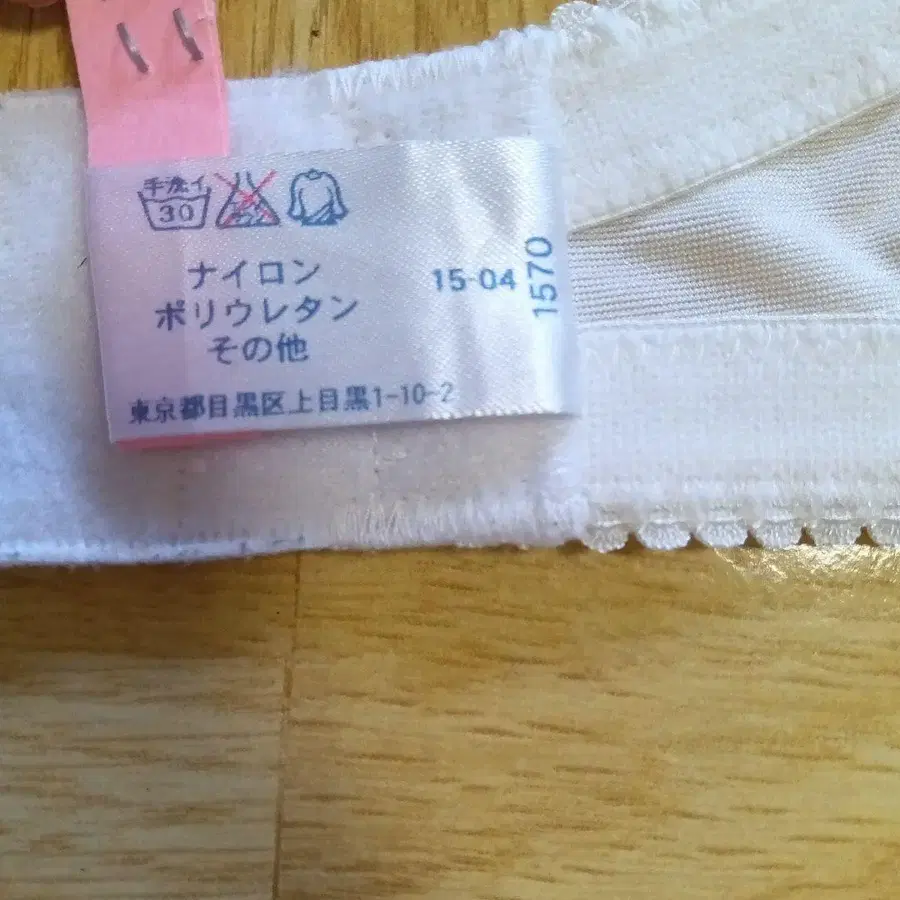 手洗イ
30
ナイロン
ポリウレタン
その他
15-04
1570
東京都目黒区上目黒1-10-2